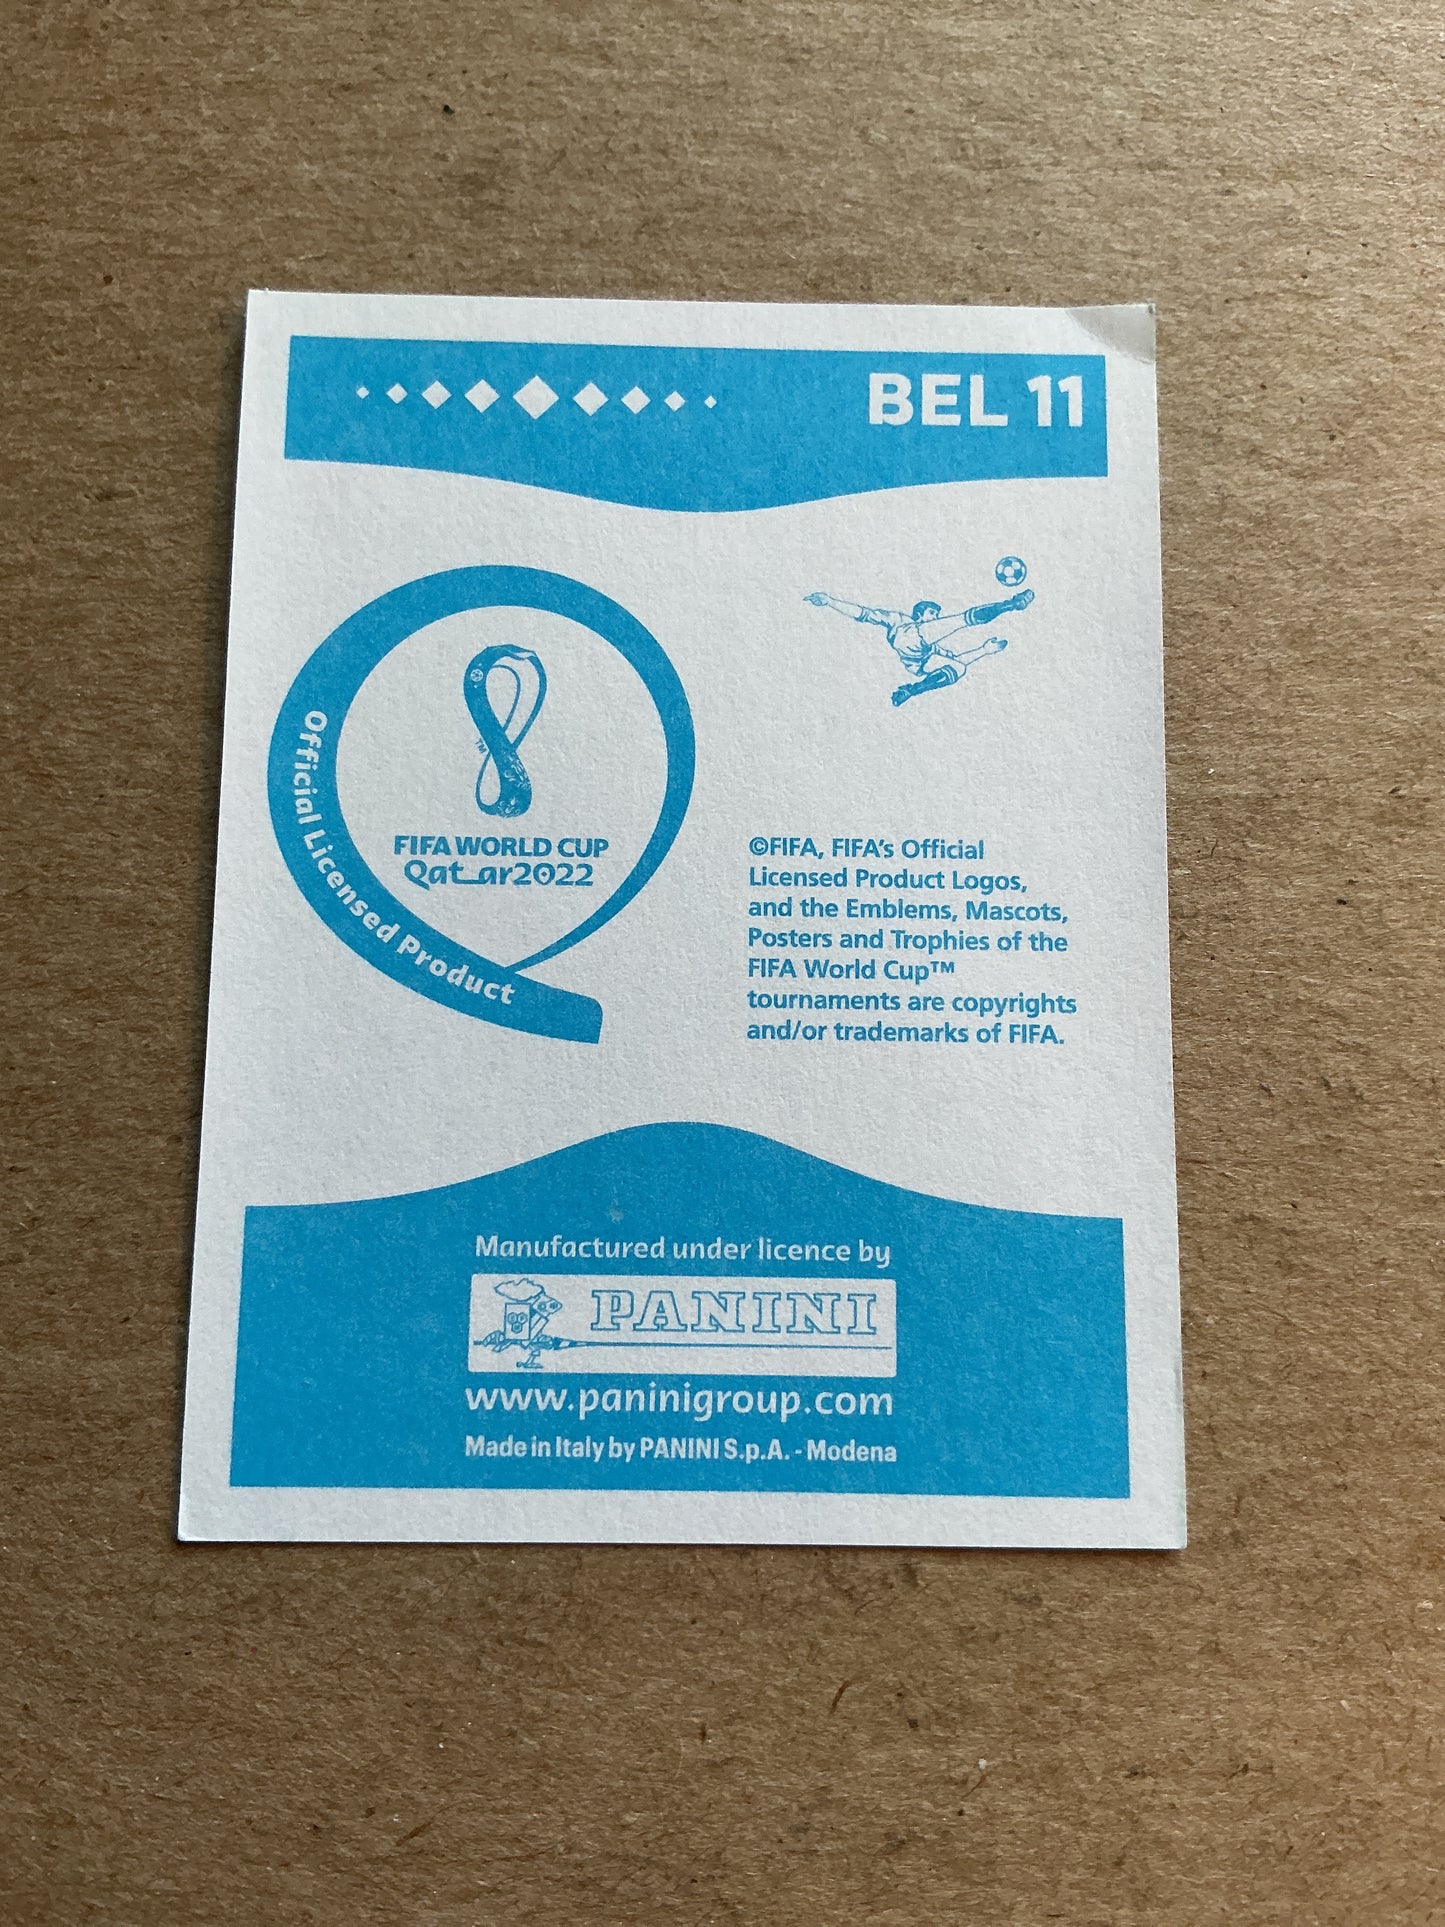 BEL 11
Official Licensed Product
TM
FIFA WORLD CUP
Qatar2022
©FIFA, FIFA's Official
Licensed Product Logos,
and the Emblems, Mascots,
Posters and Trophies of the
FIFA World Cup™
tournaments are copyrights
and/or trademarks of FIFA.
Manufactured under licence by
PANINI
www.paninigroup.com
Made in Italy by PANINI S.p.A. - Modena